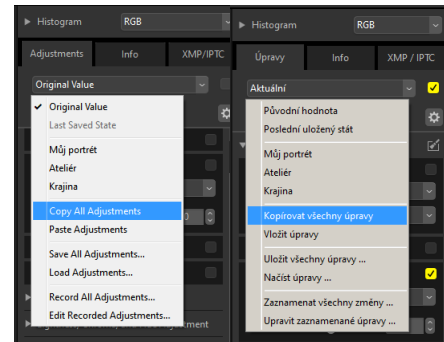 Histogram
RGB
Adjustments
Info
XMP/IPTC
Original Value
Original Value
Last Saved State
Můj portrét
Ateliér
Krajina
Copy All Adjustments
Paste Adjustments
Save All Adjustments...
Load Adjustments...
Record All Adjustments...
Edit Recorded Adjustments...
Histogram
RGB
Úpravy
Info
XMP / IPTC
Aktuální
Původní hodnota
Poslední uložený stát
Můj portrét
Ateliér
Krajina
Kopírovat všechny úpravy
Vložit úpravy
Uložit všechny úpravy ...
Načíst úpravy ...
Zaznamenat všechny změny ...
Upravit zaznamenané úpravy ...